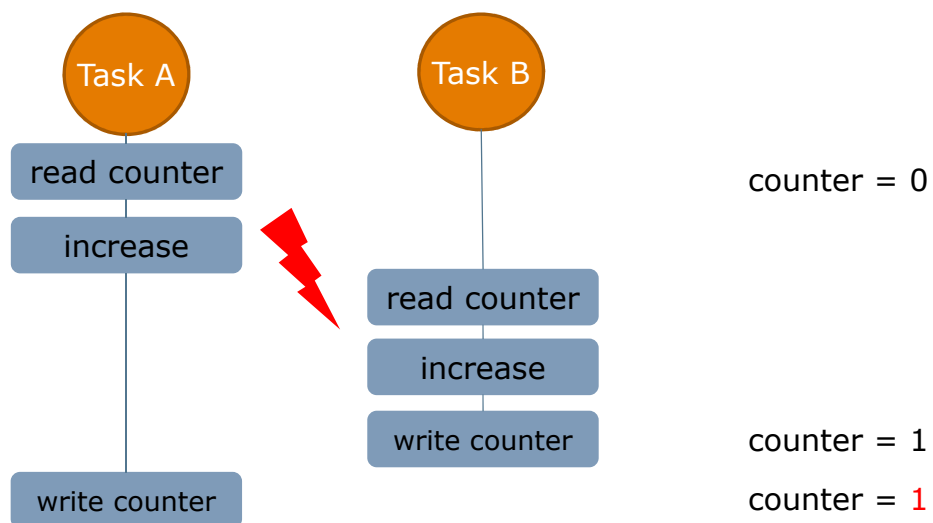 Task A
Task B
read counter
counter = 0
increase
read counter
increase
write counter
counter = 1
write counter
counter = 1